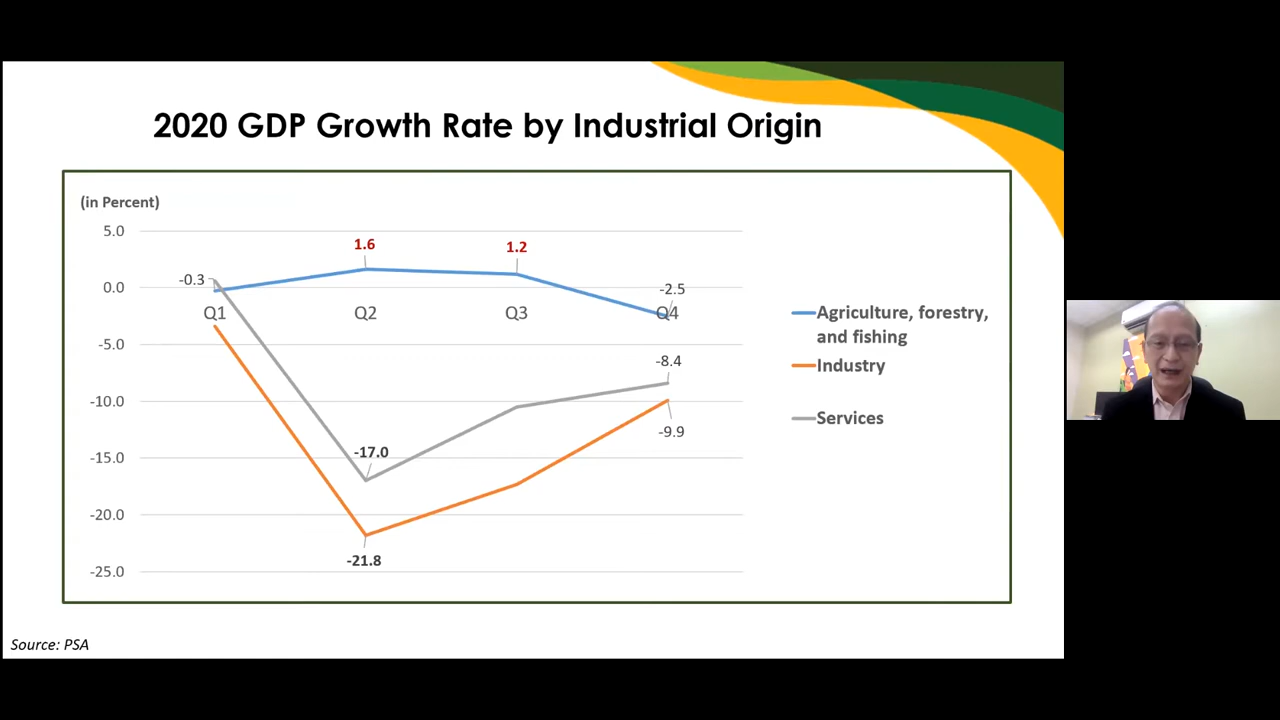 2020 GDP Growth Rate by Industrial Origin
(in Percent)
5.0
0.0
-5.0
-10.0
-15.0
-20.0
-25.0
-0.3
1.6
1.2
-2.5
Q1
Q2
Q3
Q4
-8.4
-9.9
-17.0
-21.8
Agriculture, forestry,
and fishing
Industry
Services
Source: PSA